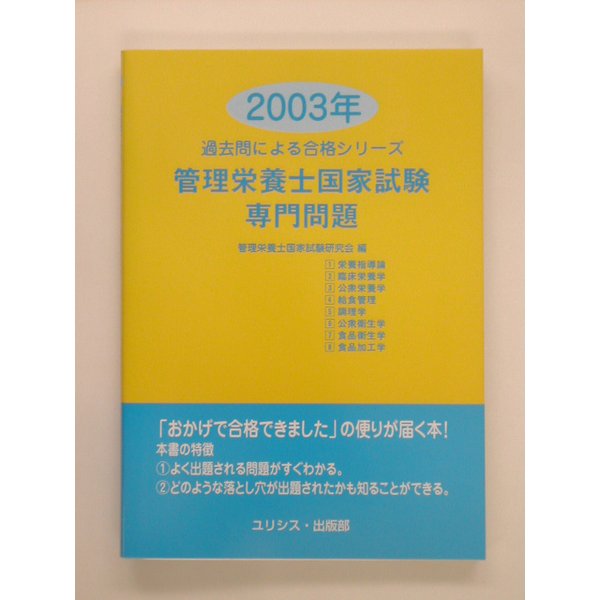 2003年
過去問による合格シリーズ
管理栄養士国家試験
専門問題
管理栄養士国家試験研究会 編
1 栄養指導論
2 臨床栄養学
3 公衆栄養学
4 給食管理
5 調理学
6 公衆衛生学
7 食品衛生学
8 食品加工学
「おかげで合格できました」の便りが届く本!
本書の特徴
①よく出題される問題がすぐわかる。
②どのような落とし穴が出題されたかも知ることができる。
ユリシス・出版部